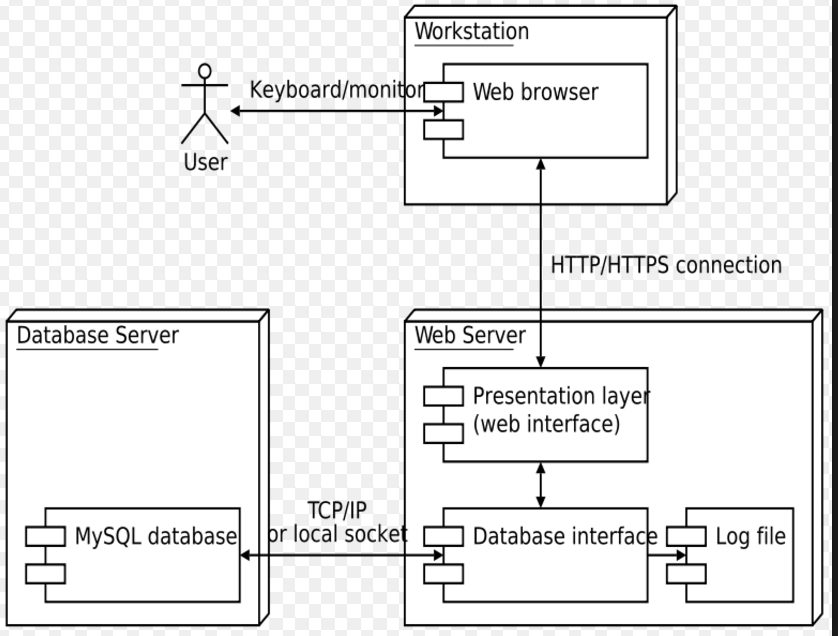 Workstation
Keyboard/monitor
Web browser
User
HTTP/HTTPS connection
Database Server
Web Server
Presentation layer
(web interface)
TCP/IP
or local socket
MySQL database
Database interface
Log file